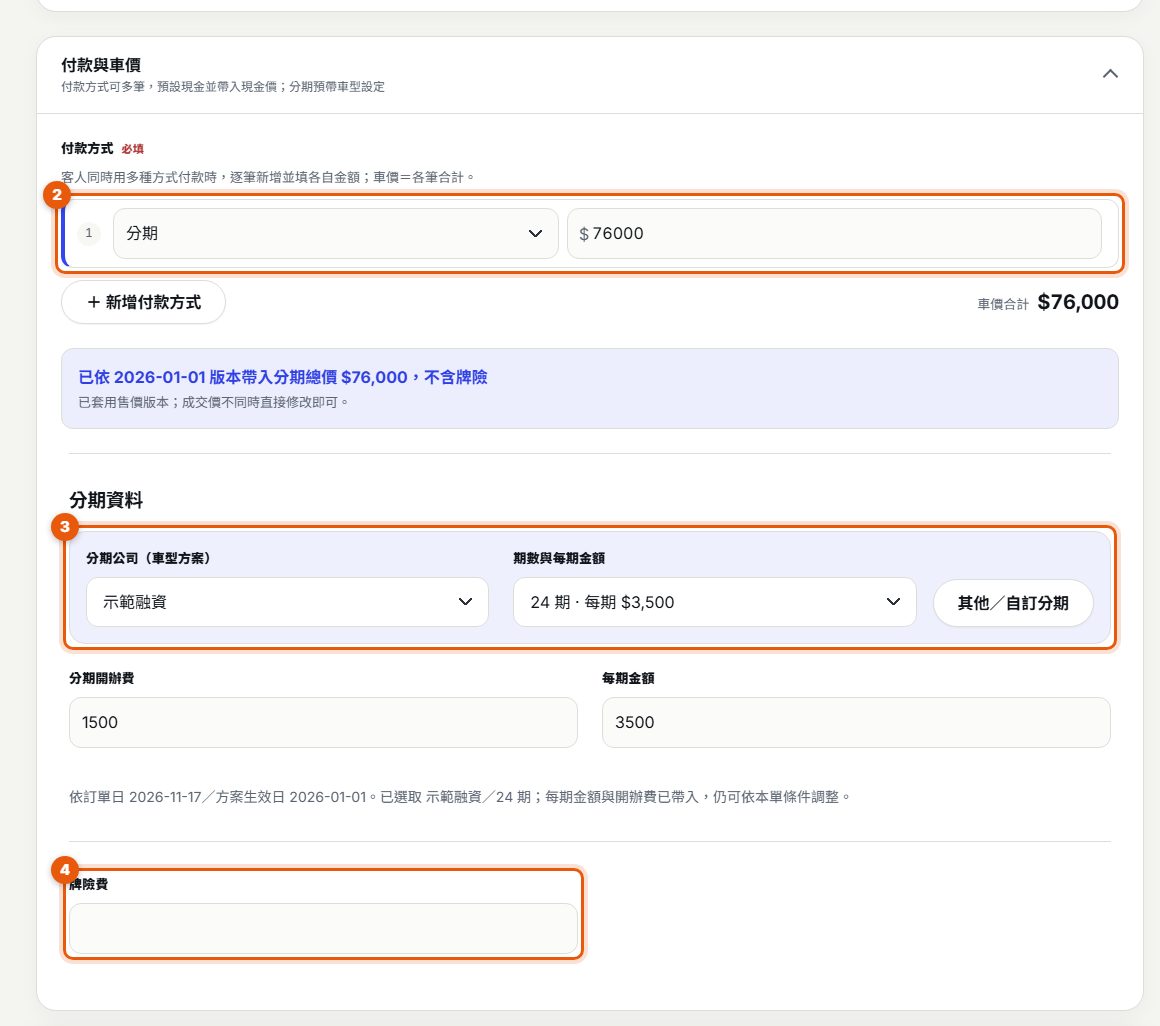 付款與車價
付款方式可多筆，預設現金並帶入現金價；分期預帶車型設定
付款方式 必填
客人同時用多種方式付款時，逐筆新增並填各自金額；車價＝各筆合計。
2
1 分期 $ 76000
＋ 新增付款方式 車價合計 $76,000
已依 2026-01-01 版本帶入分期總價 $76,000，不含牌險
已套用售價版本；成交價不同時直接修改即可。
分期資料
3
分期公司（車型方案） 期數與每期金額
示範融資 24 期 · 每期 $3,500 其他／自訂分期
分期開辦費 每期金額
1500 3500
依訂單日 2026-11-17／方案生效日 2026-01-01。已選取 示範融資／24 期；每期金額與開辦費已帶入，仍可依本單條件調整。
4
牌險費